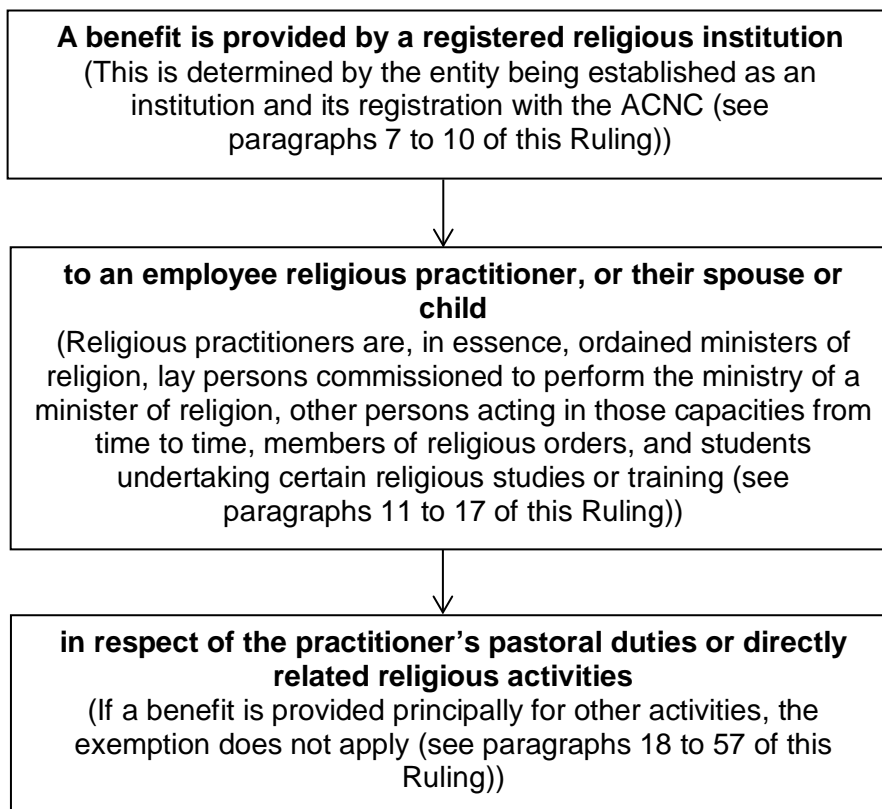 A benefit is provided by a registered religious institution
(This is determined by the entity being established as an
institution and its registration with the ACNC (see
paragraphs 7 to 10 of this Ruling))
to an employee religious practitioner, or their spouse or
child
(Religious practitioners are, in essence, ordained ministers of
religion, lay persons commissioned to perform the ministry of a
minister of religion, other persons acting in those capacities from
time to time, members of religious orders, and students
undertaking certain religious studies or training (see
paragraphs 11 to 17 of this Ruling))
in respect of the practitioner’s pastoral duties or directly
related religious activities
(If a benefit is provided principally for other activities, the
exemption does not apply (see paragraphs 18 to 57 of this
Ruling))